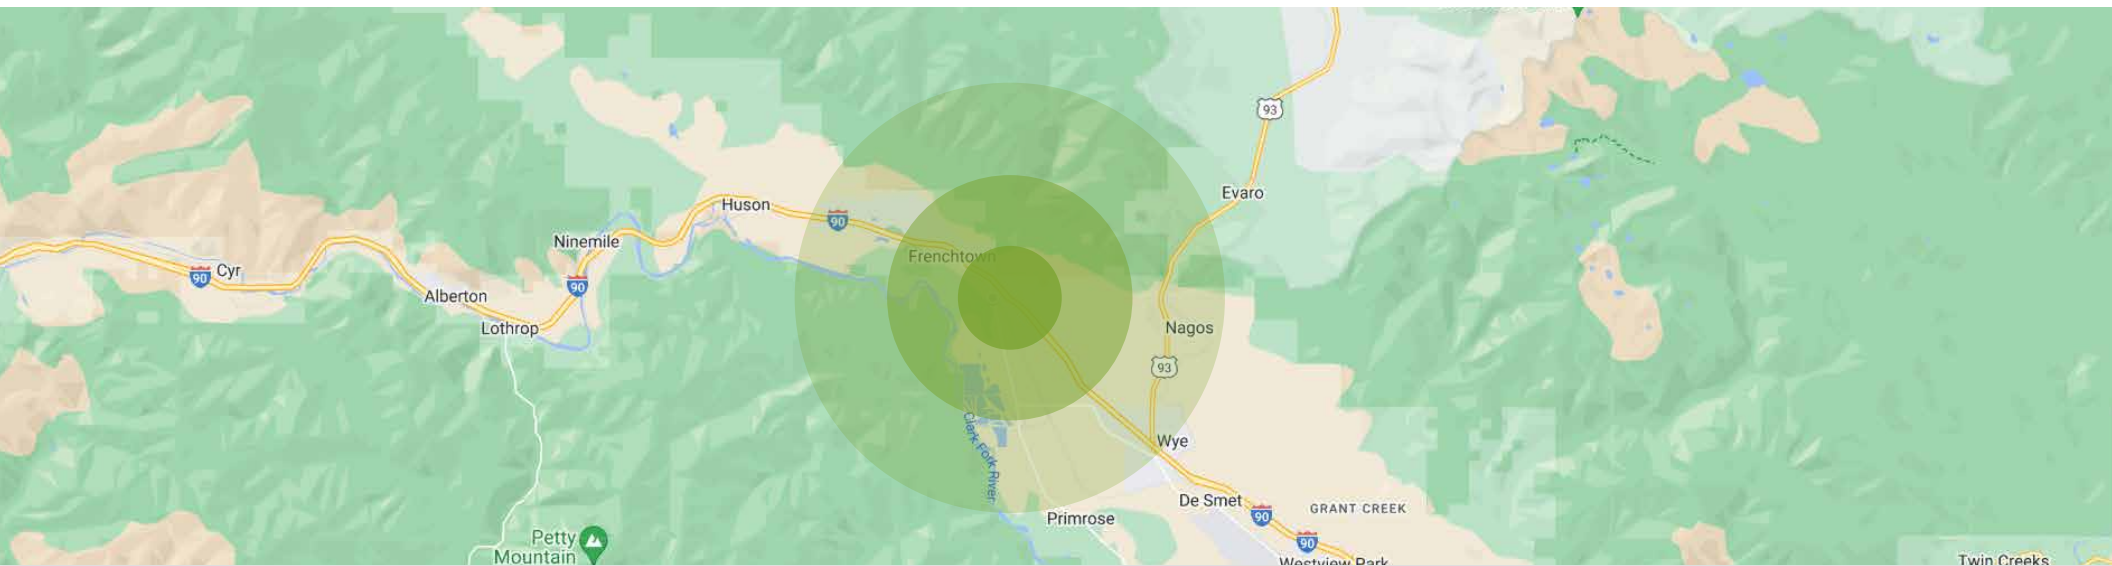 93
Evaro
Huson
90
Ninemile
Frenchtown
Cyr
90
90
Alberton
Lothrop
Nagos
93
Wye
Clark Fork River
De Smet
90
GRANT CREEK
Primrose
90
Petty
Mountain
Westview Park
Twin Creeks